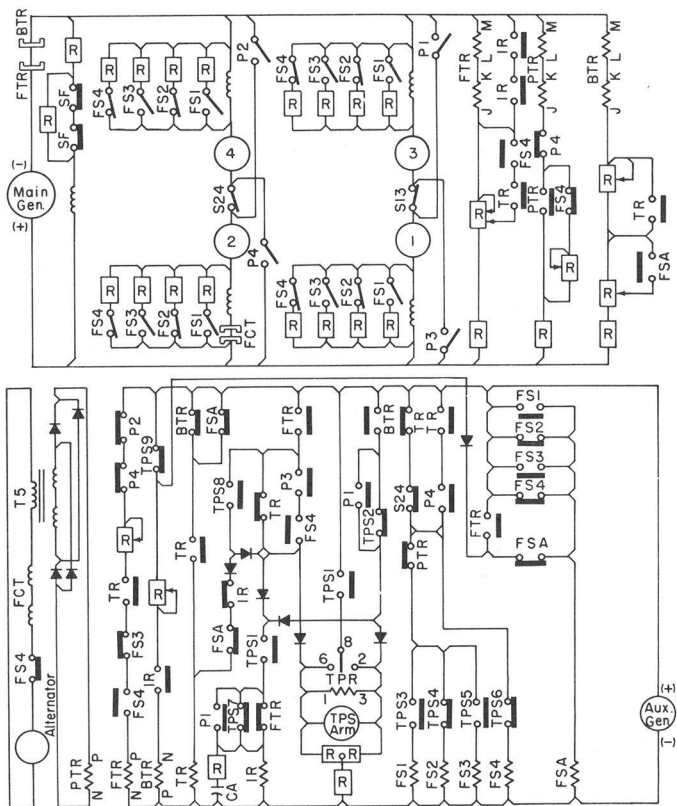 BTR
FTR
R
SF
R
SF
(-)
Main
Gen.
(+)
R
R
R
R
FS4
FS3
FS2
FS1
P2
4
S24
2
P4
FS4
FS3
FS2
FS1
R
R
R
R
FCT
FS4
FS3
FS2
FS1
R
R
R
R
P1
3
S13
1
FS4
FS3
FS2
FS1
R
R
R
R
P3
FTR
M
L
K
J
IR
IR
FS4
TR
R
R
PTR
M
L
K
J
P4
PTR
FS4
R
R
BTR
M
L
K
J
R
TR
FSA
R
R
T5
FCT
FS4
Alternator
PTR
P
N
P2
P4
R
TR
FS3
FS4
FTR
P
N
TPS9
R
IR
BTR
N
P
BTR
FSA
TR
TR
TPS8
TR
IR
FSA
TPS1
P1
TPS7
FTR
R
CA
IR
FTR
P3
FS4
TPS1
8
6
2
TPR
1
3
TPS
Arm
R
R
R
BTR
P1
TPS2
TR
TR
S24
P4
PTR
TPS3
TPS4
TPS5
TPS6
FS1
FS2
FS3
FS4
FS1
FS2
FS3
FS4
FTR
FSA
FSA
(+)
Aux.
Gen
(-)